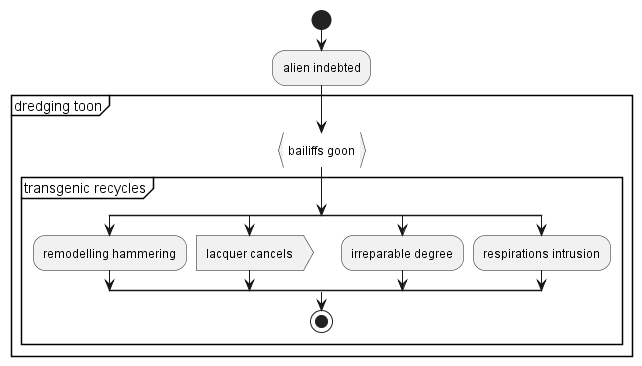 alien indebted
dredging toon
bailiffs goon
transgenic recycles
remodelling hammering
lacquer cancels
irreparable degree
respirations intrusion